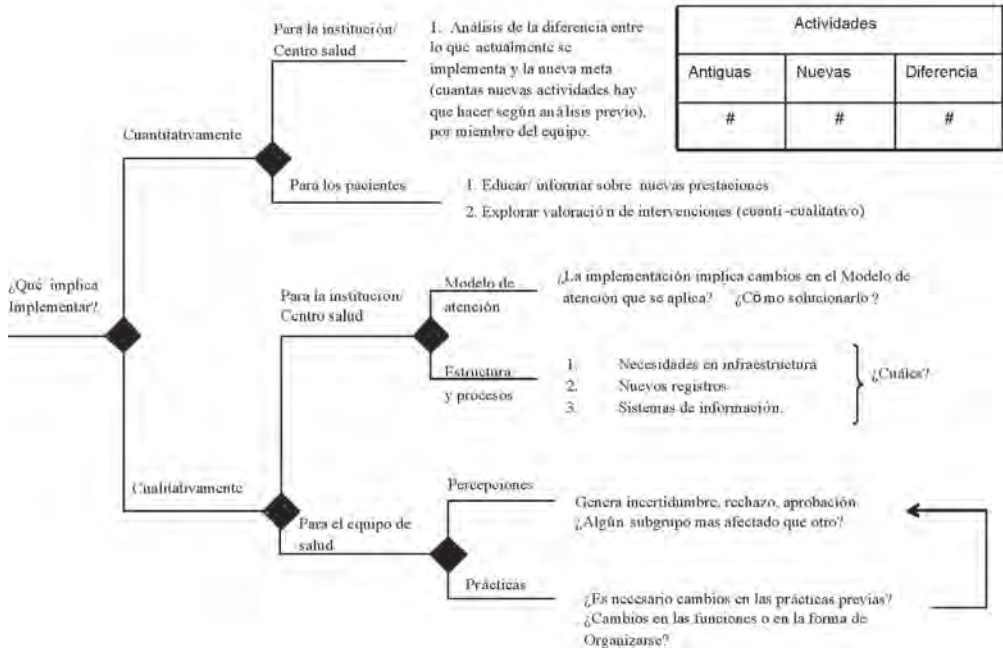 Para la institución/
Centro salud
1. Análisis de la diferencia entre
lo que actualmente se
implementa y la nueva meta
(cuantas nuevas actividades hay
que hacer según análisis previo),
por miembro del equipo.
Actividades
Antiguas Nuevas Diferencia
# # #
Cuantitativamente
Para los pacientes
1. Educar/ informar sobre nuevas prestaciones
2. Explorar valoración de intervenciones (cuanti-cualitativo)
¿Qué implica
Implementar?
Para la institución/
Centro salud
Modelo de
atención
¿La implementación implica cambios en el Modelo de
atención que se aplica? ¿Cómo solucionarlo?
Estructura
y procesos
1. Necesidades en infraestructura
2. Nuevos registros
3. Sistemas de información.
¿Cuáles?
Cualitativamente
Para el equipo de
salud
Percepciones
Genera incertidumbre, rechazo, aprobación
¿Algún subgrupo mas afectado que otro?
Prácticas
¿Es necesario cambios en las prácticas previas?
¿Cambios en las funciones o en la forma de
Organizarse?